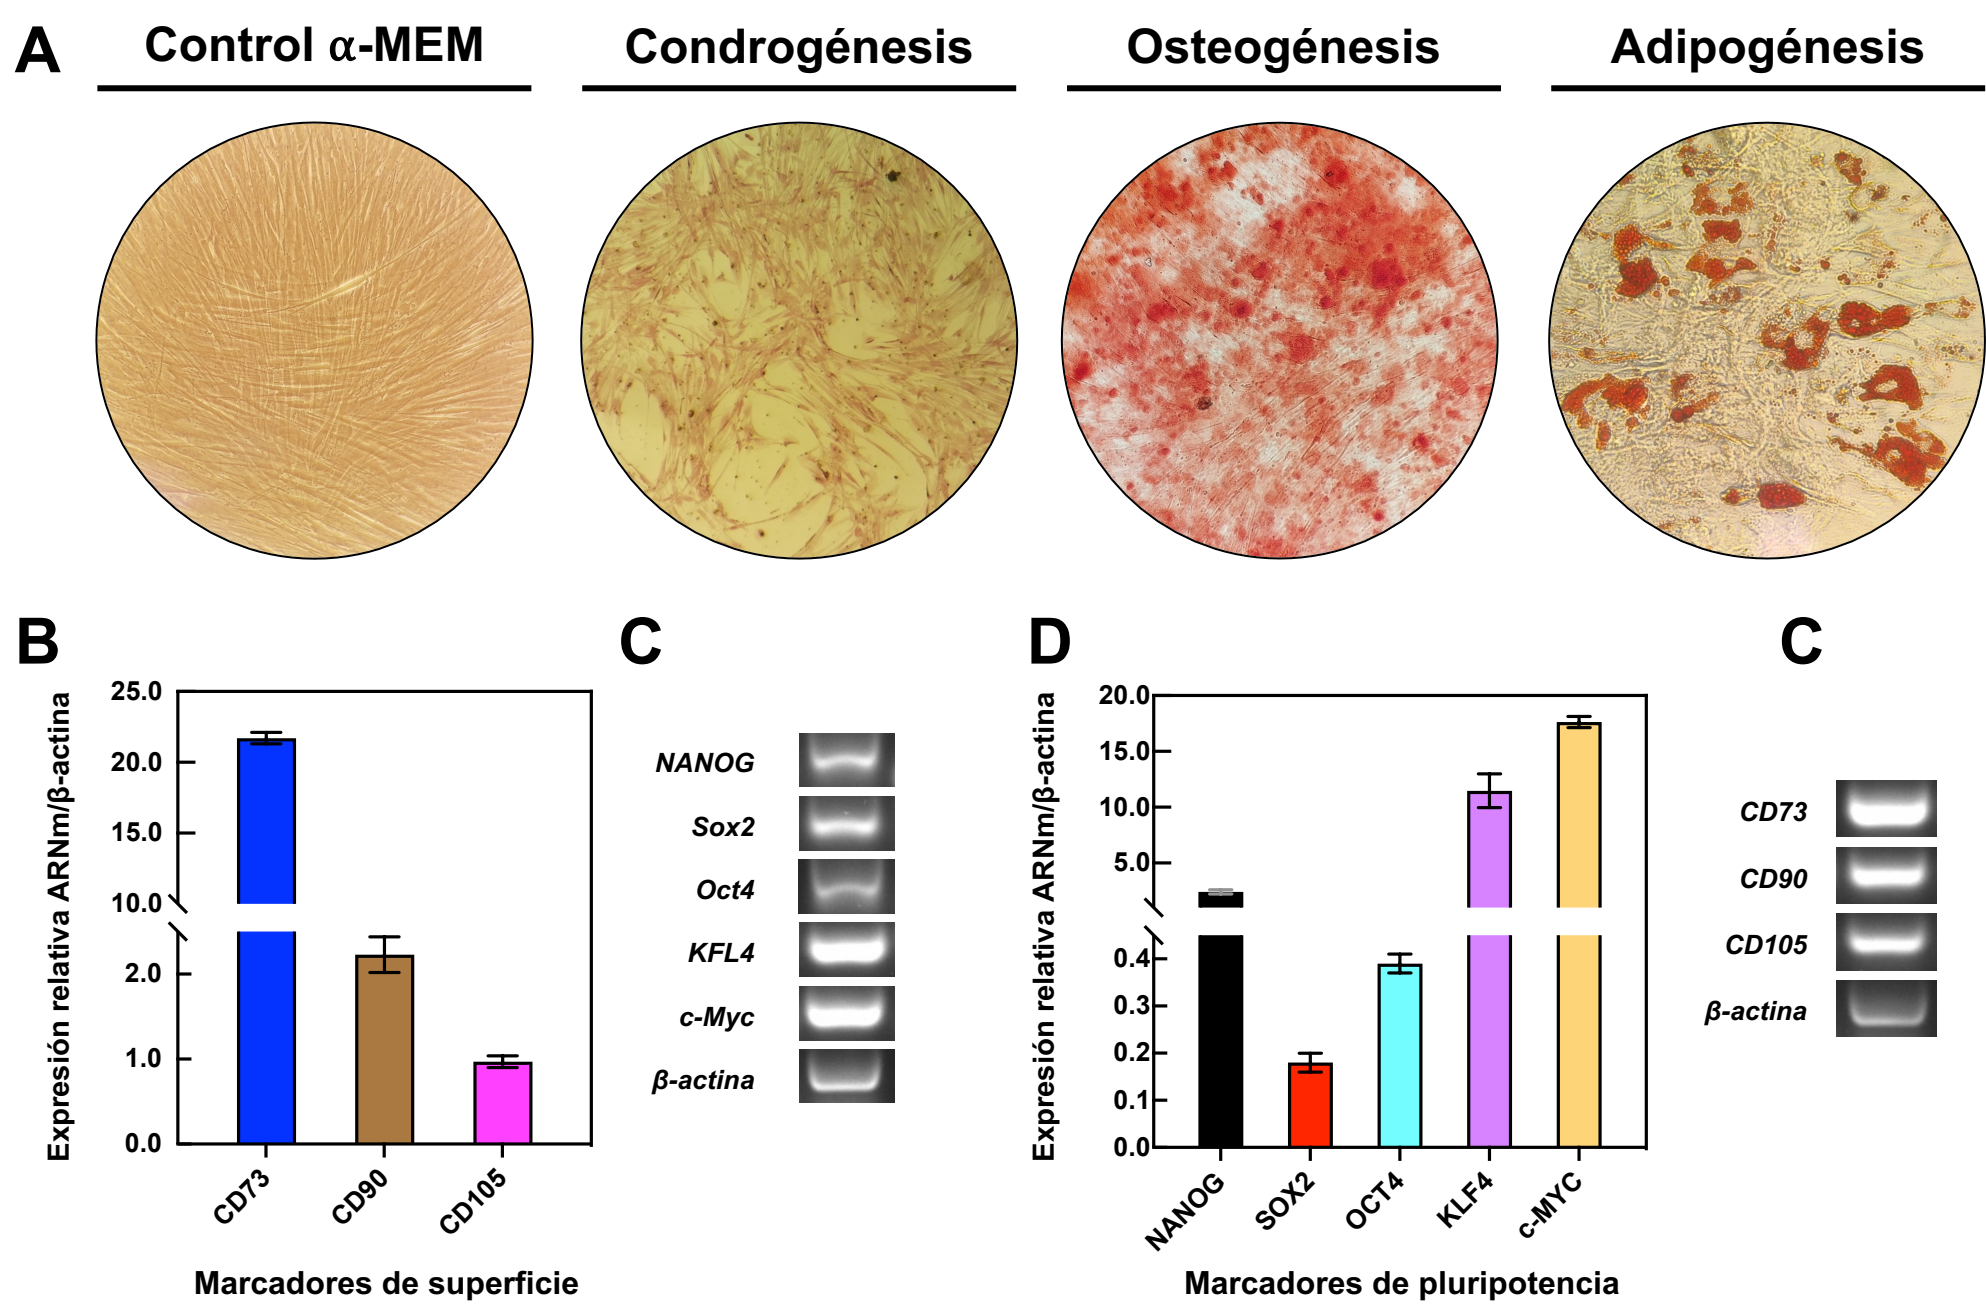 A
Control α-MEM
Condrogénesis
Osteogénesis
Adipogénesis
B
Expresión relativa ARNm/β-actina
25.0
20.0
15.0
10.0
2.0
1.0
0.0
CD73
CD90
CD105
Marcadores de superficie
C
NANOG
Sox2
Oct4
KFL4
c-Myc
β-actina
D
Expresión relativa ARNm/β-actina
20.0
15.0
10.0
5.0
0.4
0.3
0.2
0.1
0.0
NANOG
SOX2
OCT4
KLF4
c-MYC
Marcadores de pluripotencia
C
CD73
CD90
CD105
β-actina